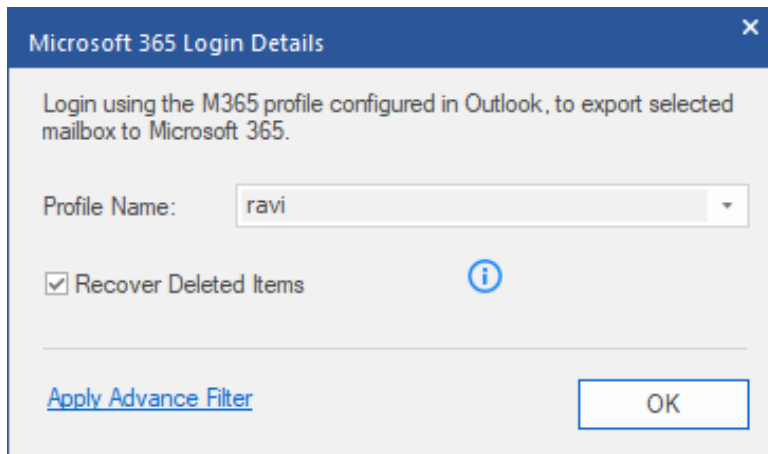 Microsoft 365 Login Details
Login using the M365 profile configured in Outlook, to export selected
mailbox to Microsoft 365.
Profile Name: ravi
Recover Deleted Items
Apply Advance Filter OK